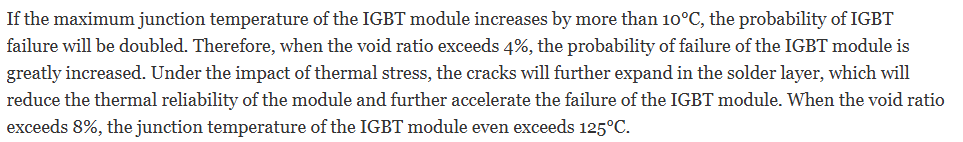 If the maximum junction temperature of the IGBT module increases by more than 10°C, the probability of IGBT
failure will be doubled. Therefore, when the void ratio exceeds 4%, the probability of failure of the IGBT module is
greatly increased. Under the impact of thermal stress, the cracks will further expand in the solder layer, which will
reduce the thermal reliability of the module and further accelerate the failure of the IGBT module. When the void ratio
exceeds 8%, the junction temperature of the IGBT module even exceeds 125°C.